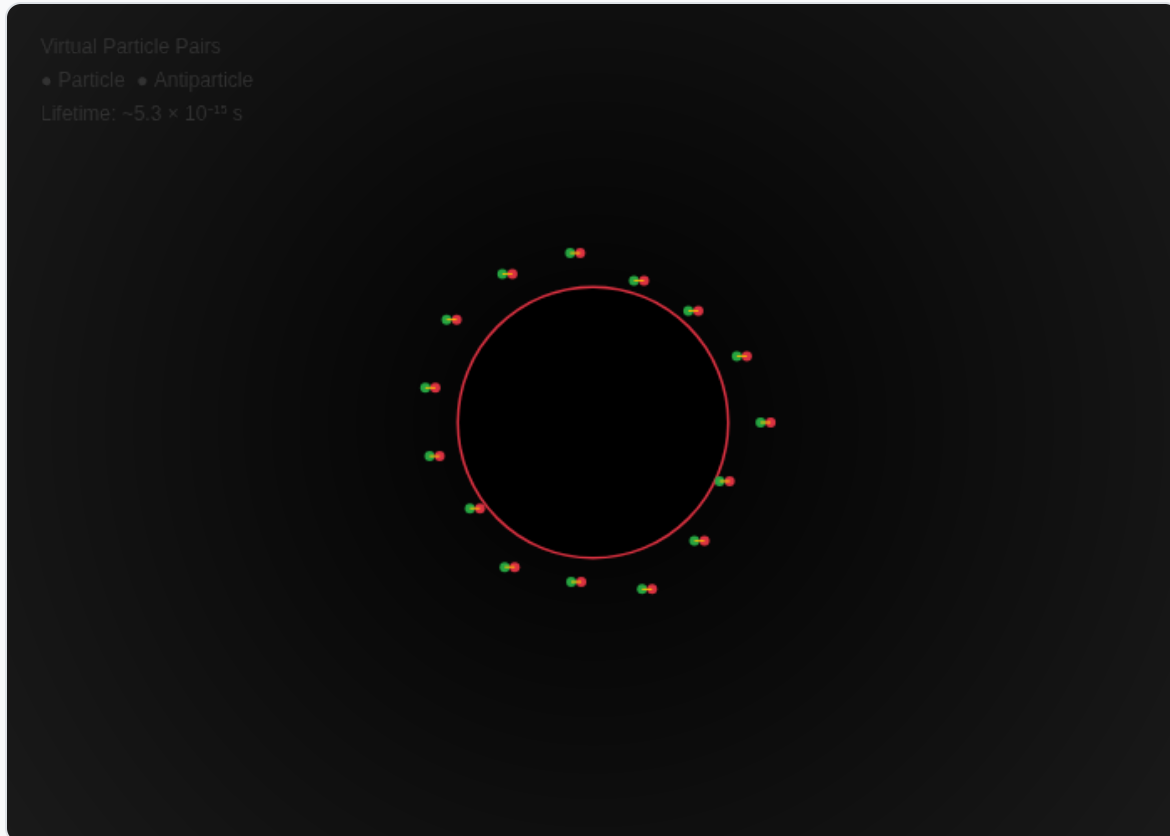 Virtual Particle Pairs
● Particle ● Antiparticle
Lifetime: ~5.3 × 10⁻¹⁵ s